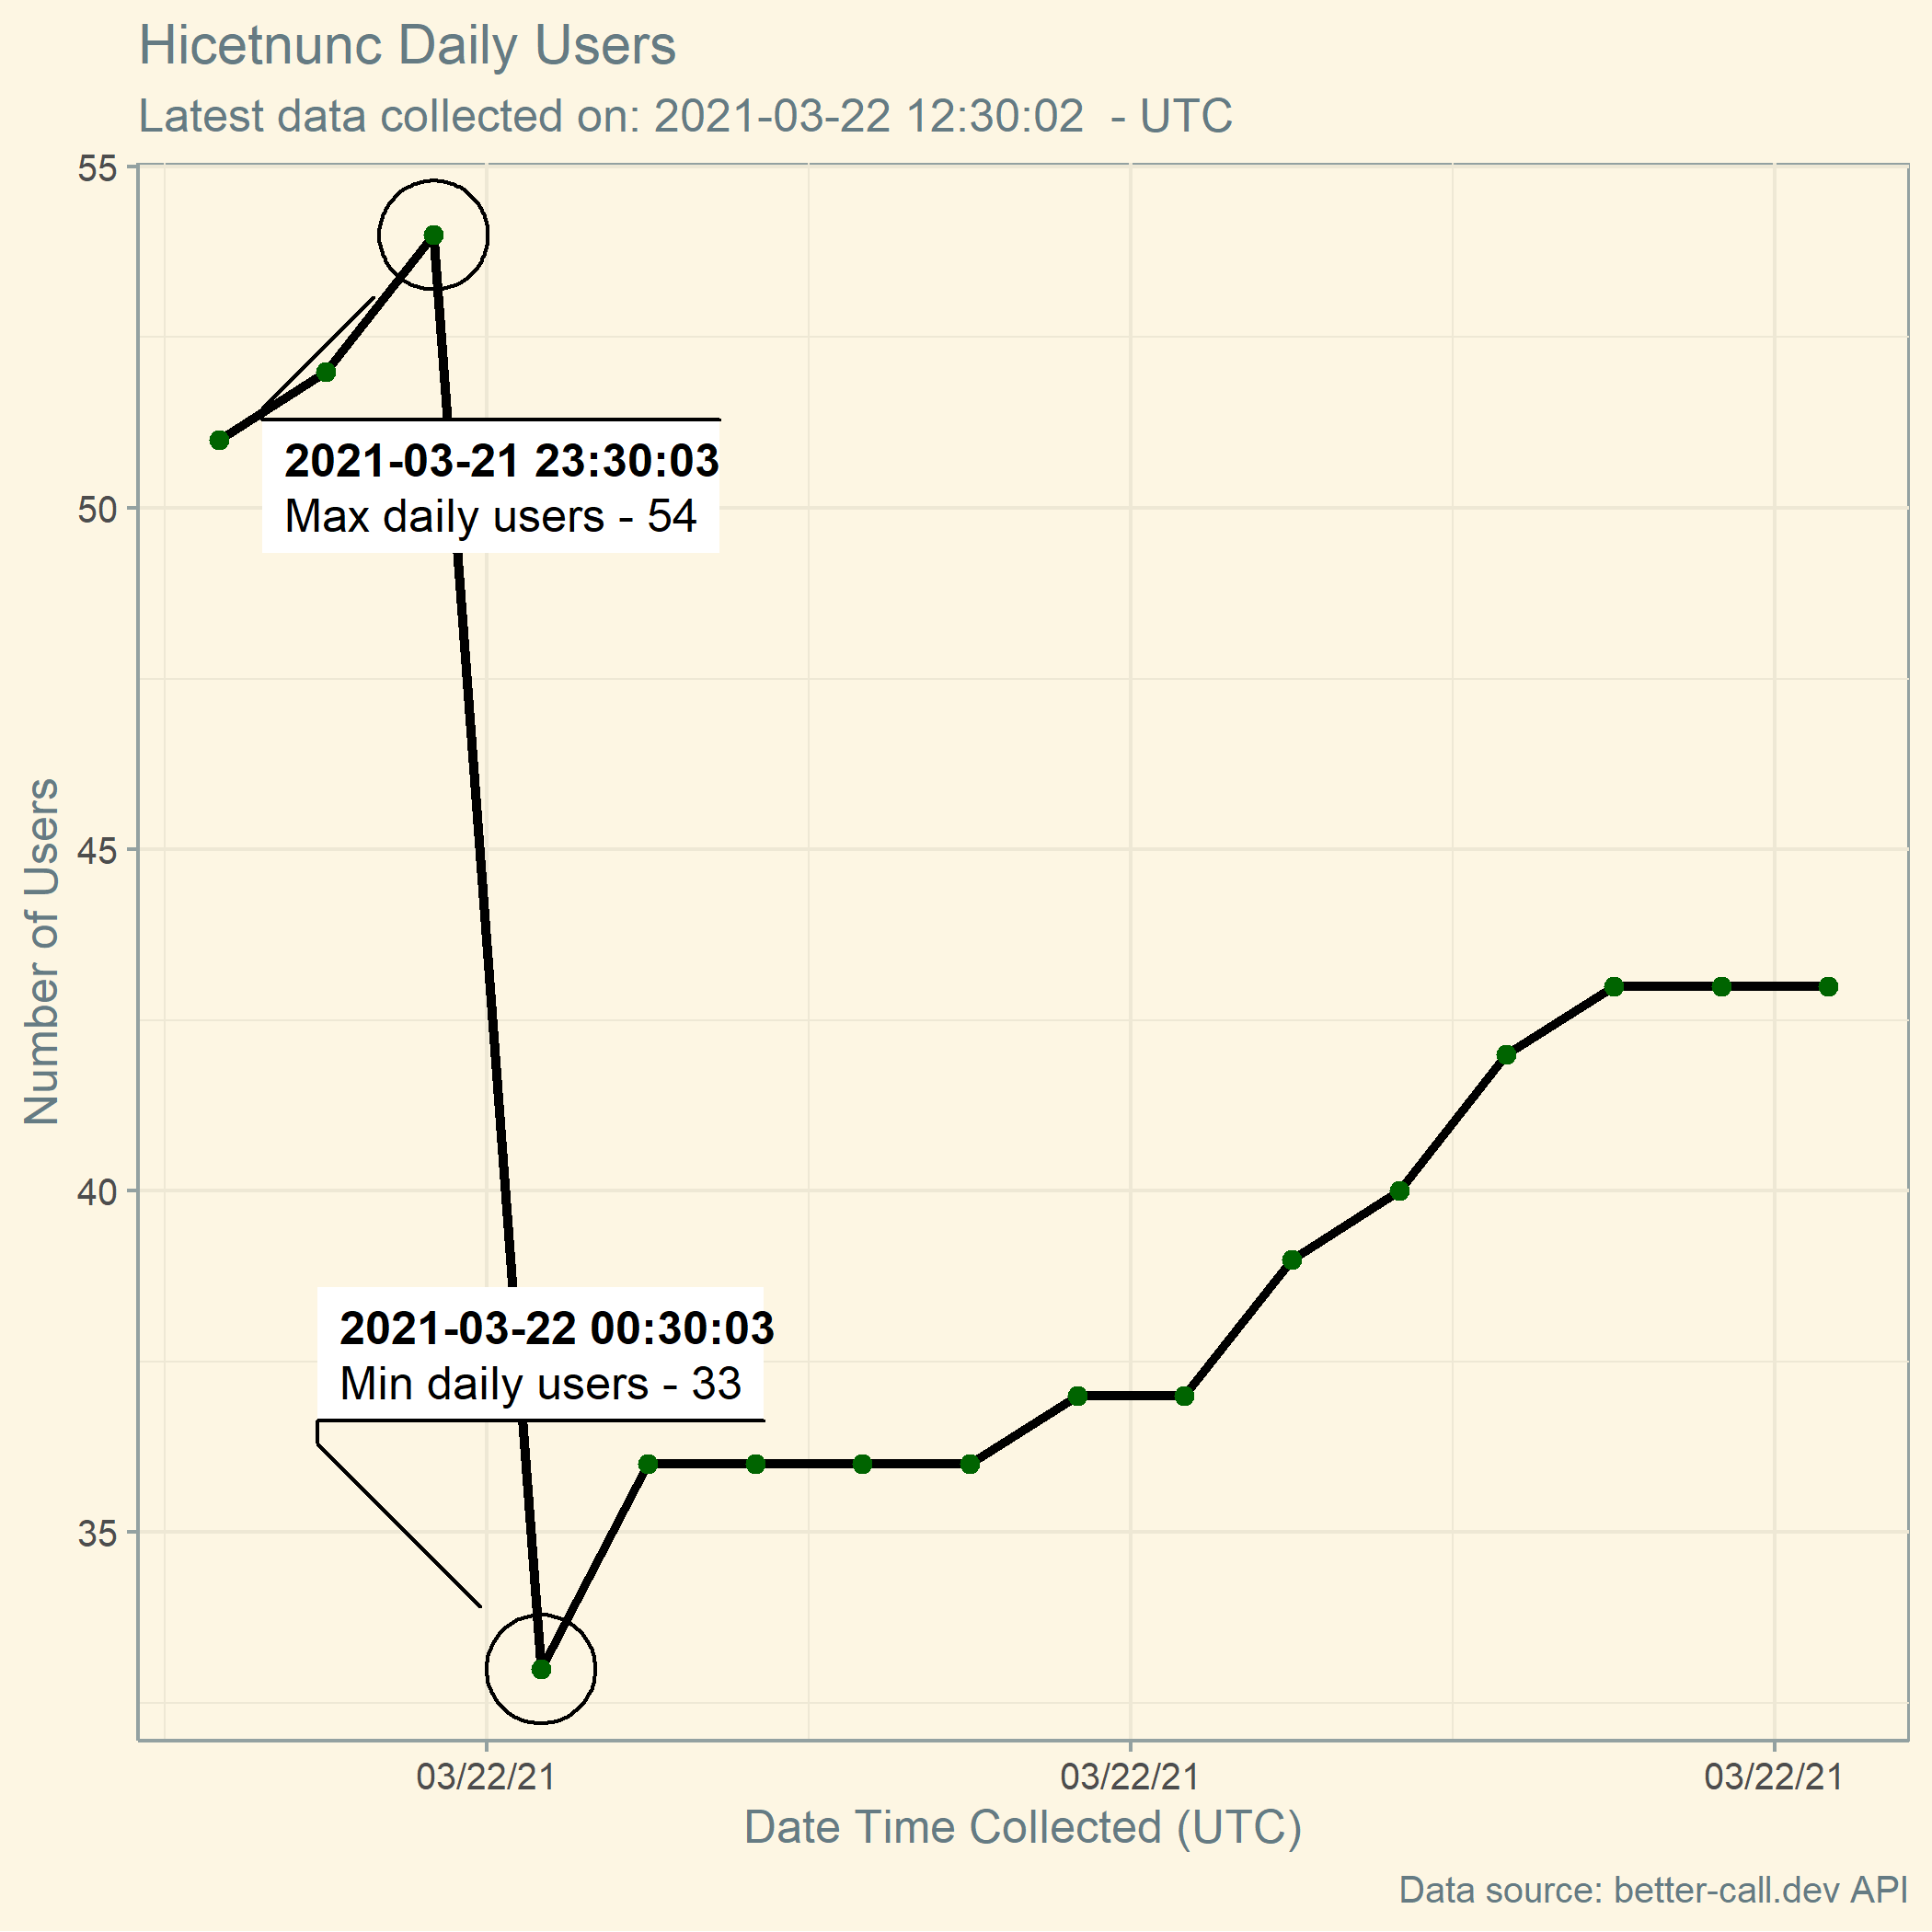 Hicetnunc Daily Users
Latest data collected on: 2021-03-22 12:30:02  - UTC
55
50
45
40
35
Number of Users
2021-03-21 23:30:03
Max daily users - 54
2021-03-22 00:30:03
Min daily users - 33
03/22/21
03/22/21
03/22/21
Date Time Collected (UTC)
Data source: better-call.dev API